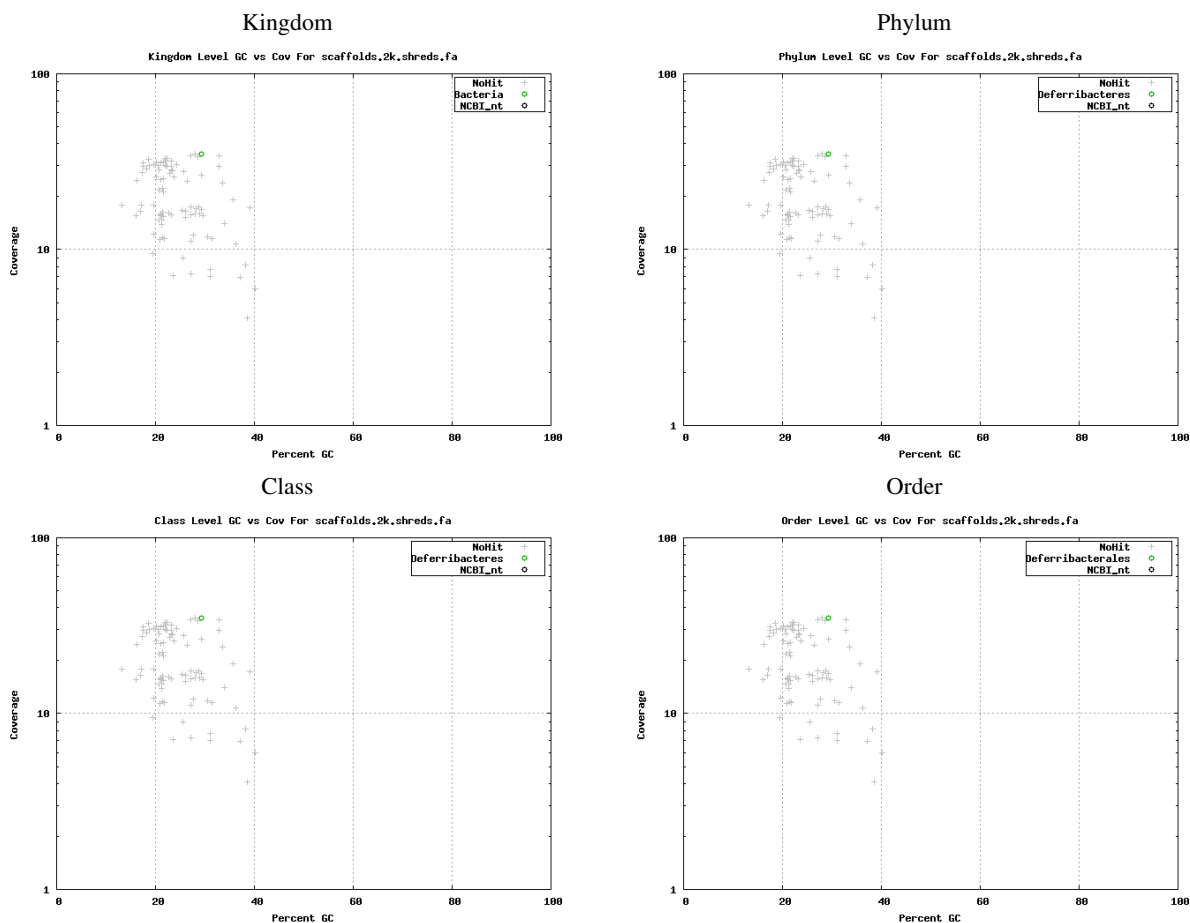 Kingdom
Phylum
Kingdom Level GC vs Cov For scaffolds.2k.shreds.fa
100
10
1
Coverage
NoHit
Bacteria
NCBI_nt
0 20 40 60 80 100
Percent GC
Phylum Level GC vs Cov For scaffolds.2k.shreds.fa
100
10
1
Coverage
NoHit
Deferribacteres
NCBI_nt
0 20 40 60 80 100
Percent GC
Class
Order
Class Level GC vs Cov For scaffolds.2k.shreds.fa
100
10
1
Coverage
NoHit
Deferribacteres
NCBI_nt
0 20 40 60 80 100
Percent GC
Order Level GC vs Cov For scaffolds.2k.shreds.fa
100
10
1
Coverage
NoHit
Deferribacterales
NCBI_nt
0 20 40 60 80 100
Percent GC